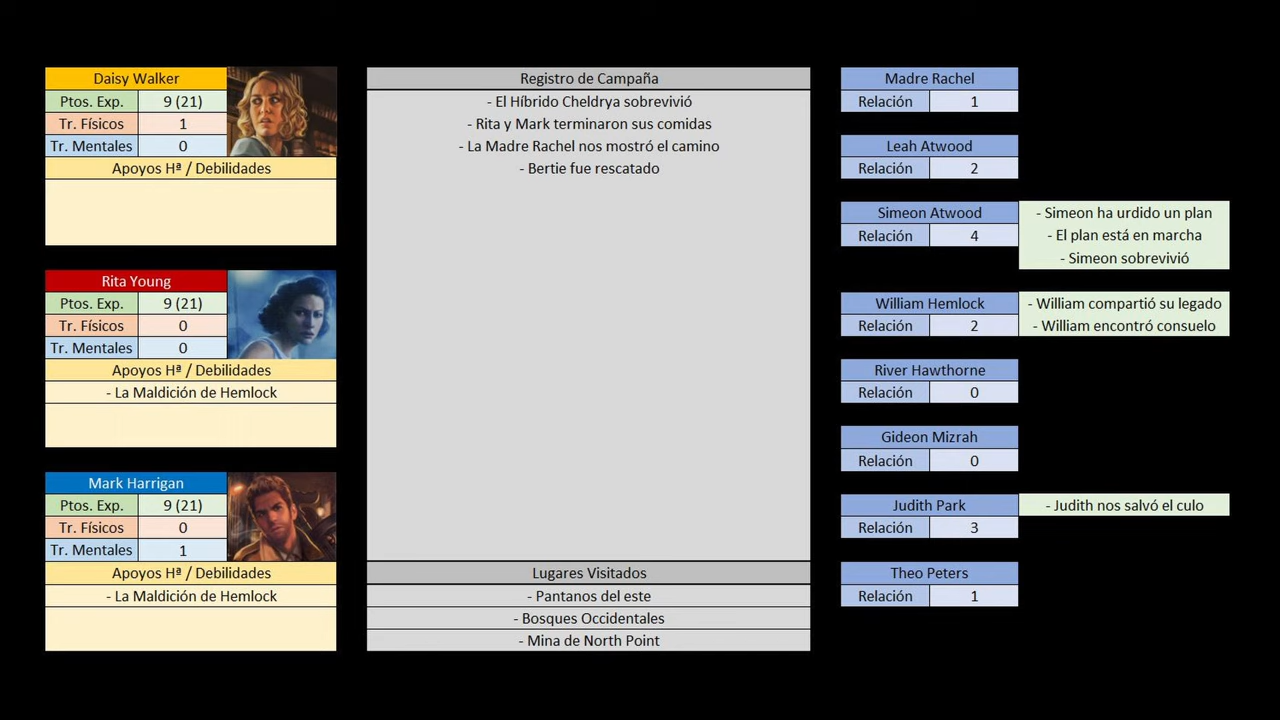 Daisy Walker
Ptos. Exp. 9 (21)
Tr. Físicos 1
Tr. Mentales 0
Apoyos Hª / Debilidades
Rita Young
Ptos. Exp. 9 (21)
Tr. Físicos 0
Tr. Mentales 0
Apoyos Hª / Debilidades
- La Maldición de Hemlock
Mark Harrigan
Ptos. Exp. 9 (21)
Tr. Físicos 0
Tr. Mentales 1
Apoyos Hª / Debilidades
- La Maldición de Hemlock
Registro de Campaña
- El Híbrido Cheldrya sobrevivió
- Rita y Mark terminaron sus comidas
- La Madre Rachel nos mostró el camino
- Bertie fue rescatado
Lugares Visitados
- Pantanos del este
- Bosques Occidentales
- Mina de North Point
Madre Rachel
Relación 1
Leah Atwood
Relación 2
Simeon Atwood
Relación 4
- Simeon ha urdido un plan
- El plan está en marcha
- Simeon sobrevivió
William Hemlock
Relación 2
- William compartió su legado
- William encontró consuelo
River Hawthorne
Relación 0
Gideon Mizrah
Relación 0
Judith Park
Relación 3
- Judith nos salvó el culo
Theo Peters
Relación 1